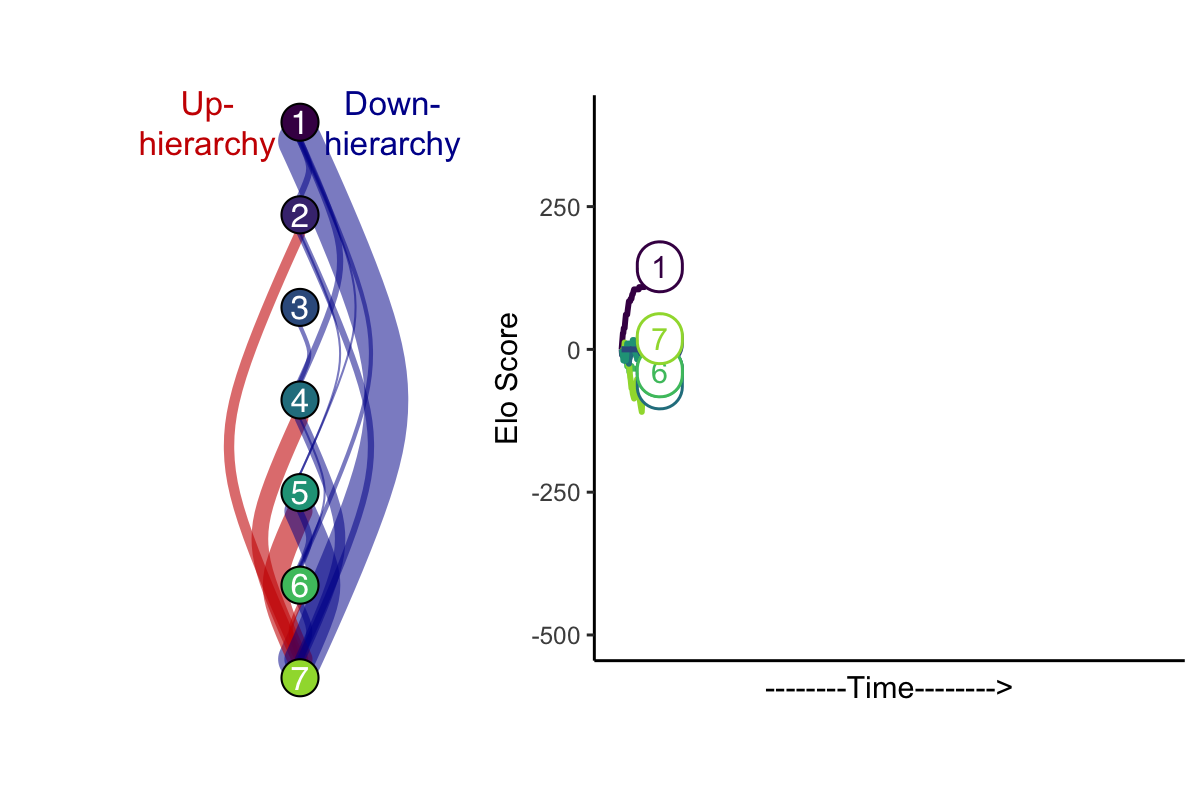 Up-
hierarchy
Down-
hierarchy
1
2
3
4
5
6
7
Elo Score
250
0
-250
-500
1
7
6
--------Time-------->